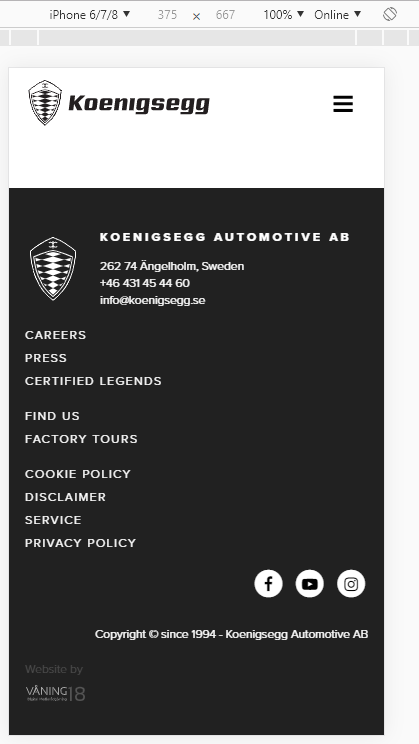 iPhone 6/7/8 ▼ 375 x 667 100% ▼ Online ▼
Koenigsegg
KOENIGSEGG AUTOMOTIVE AB
262 74 Ängelholm, Sweden
+46 431 45 44 60
info@koenigsegg.se
CAREERS
PRESS
CERTIFIED LEGENDS
FIND US
FACTORY TOURS
COOKIE POLICY
DISCLAIMER
SERVICE
PRIVACY POLICY
Copyright © since 1994 - Koenigsegg Automotive AB
Website by
VÅNING 18